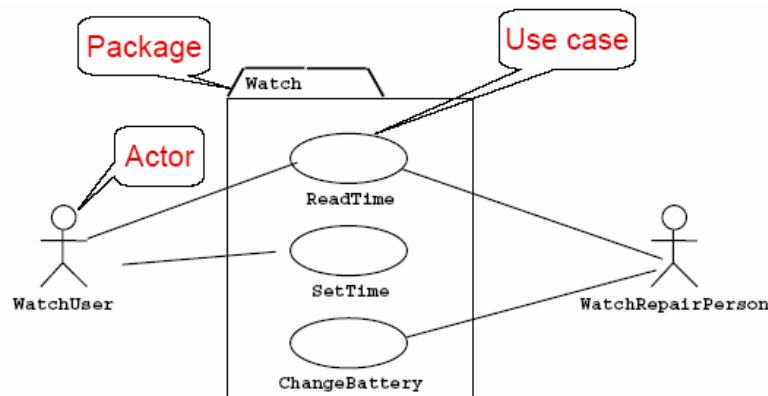 Package
Use case
Watch
Actor
ReadTime
SetTime
WatchUser
WatchRepairPerson
ChangeBattery